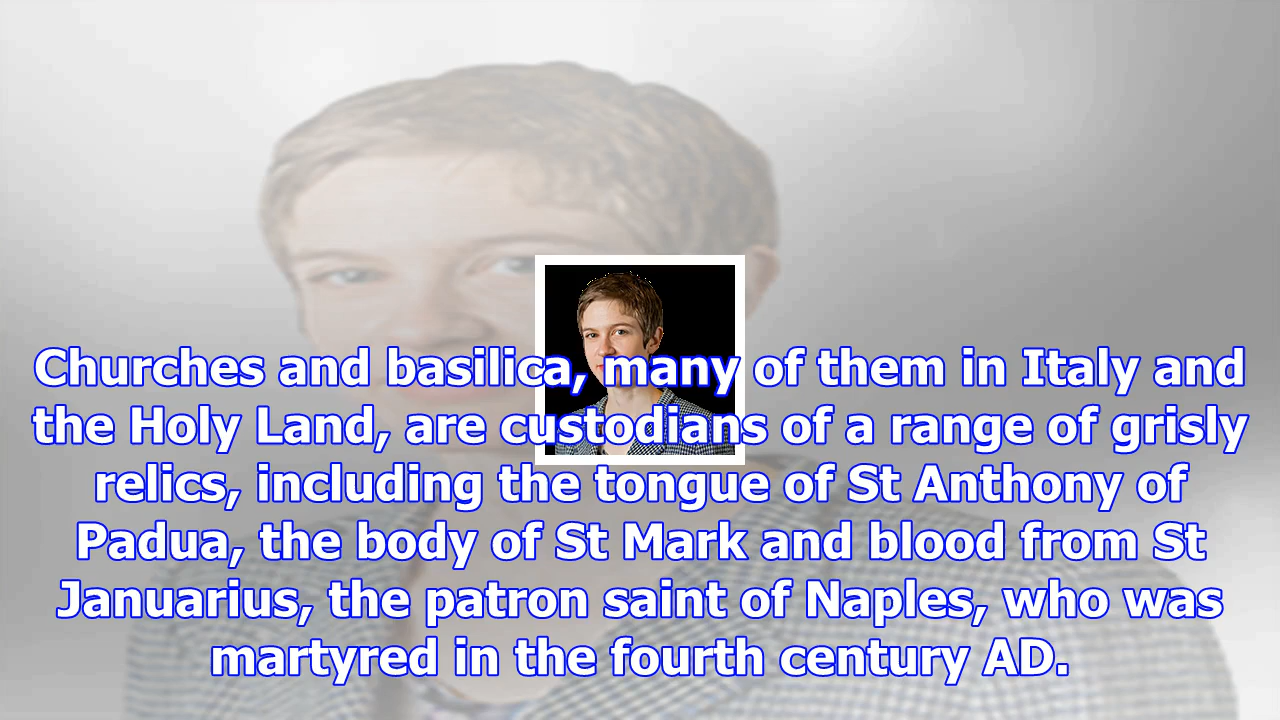 Churches and basilica, many of them in Italy and
the Holy Land, are custodians of a range of grisly
relics, including the tongue of St Anthony of
Padua, the body of St Mark and blood from St
Januarius, the patron saint of Naples, who was
martyred in the fourth century AD.